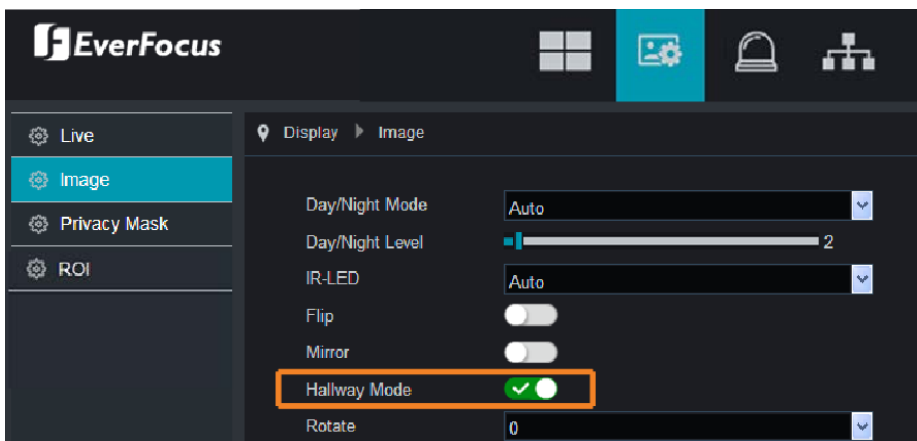 EverFocus
Live
Image
Privacy Mask
ROI
Display Image
Day/Night Mode Auto
Day/Night Level 2
IR-LED Auto
Flip
Mirror
Hallway Mode
Rotate 0